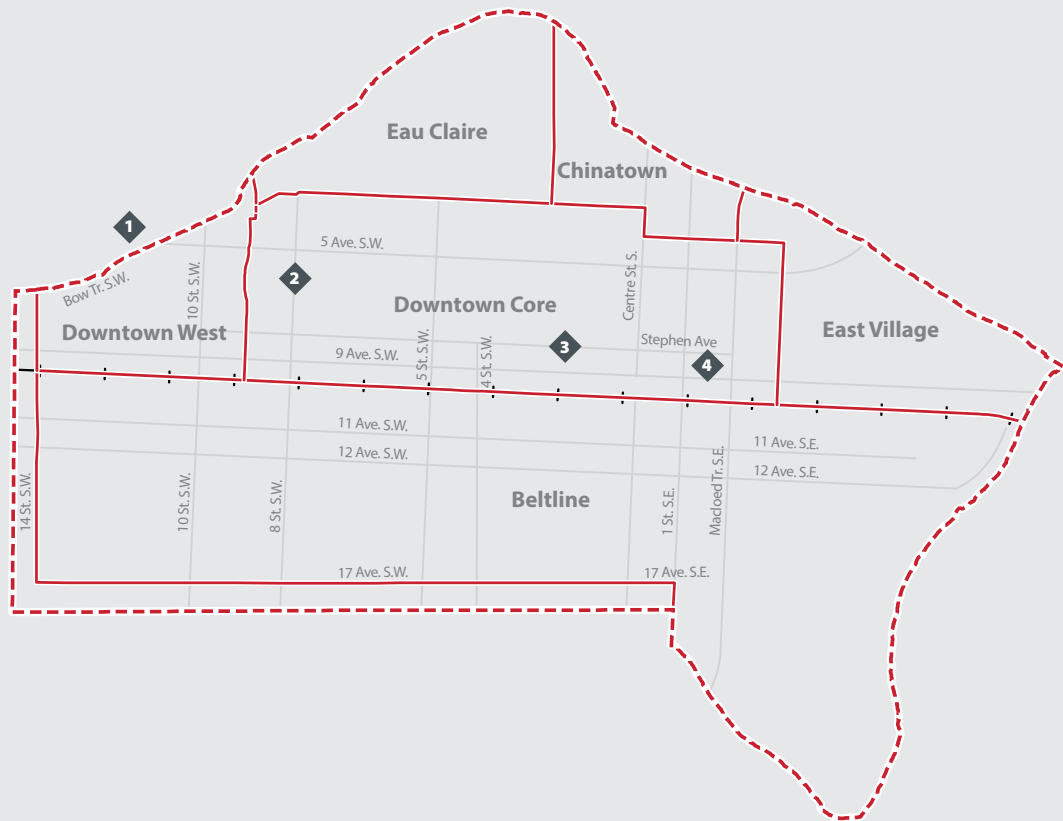 Eau Claire
Chinatown
1
5 Ave. S.W.
2
Bow Tr. S.W.
10 St. S.W.
Centre St. S.
Downtown Core
Downtown West
East Village
Stephen Ave
3
9 Ave. S.W.
5 St. S.W.
4 St. S.W.
4
11 Ave. S.W.
11 Ave. S.E.
12 Ave. S.W.
12 Ave. S.E.
14 St. S.W.
10 St. S.W.
8 St. S.W.
Beltline
1 St. S.E.
Macloed Tr. S.E.
17 Ave. S.W.
17 Ave. S.E.